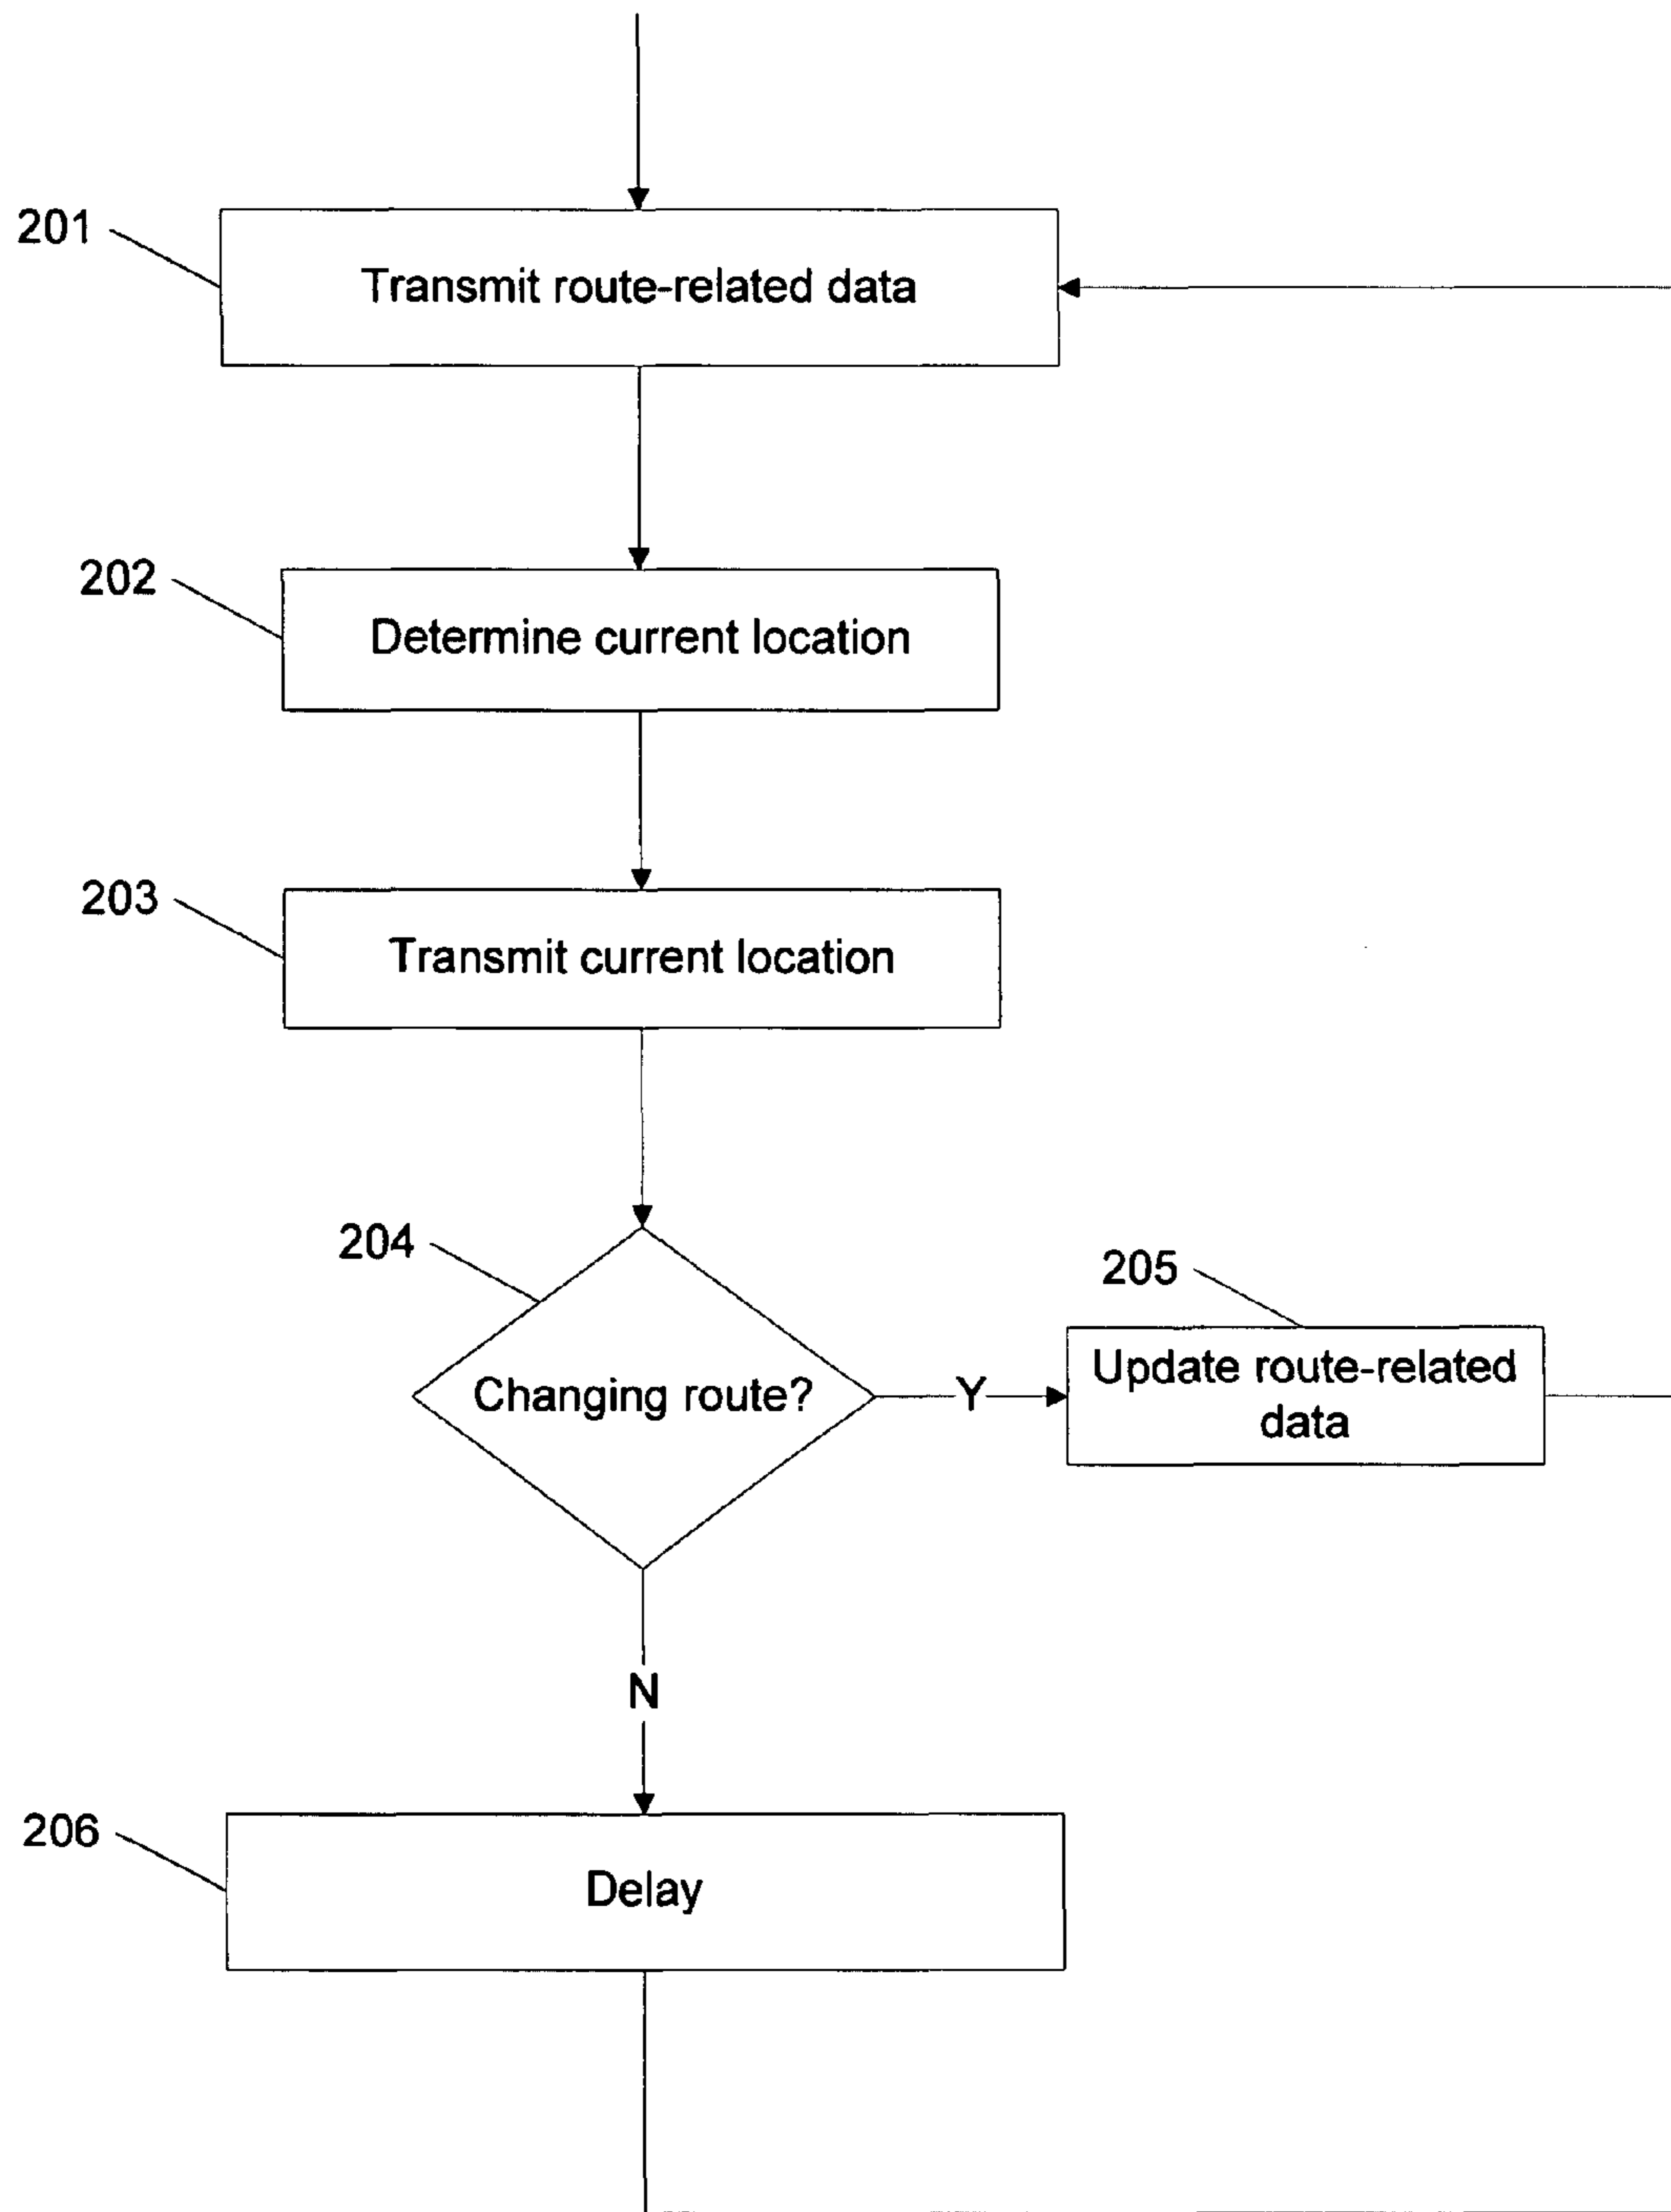 201
Transmit route-related data
202
Determine current location
203
Transmit current location
204
Changing route?
Y
205
Update route-related
data
N
206
Delay